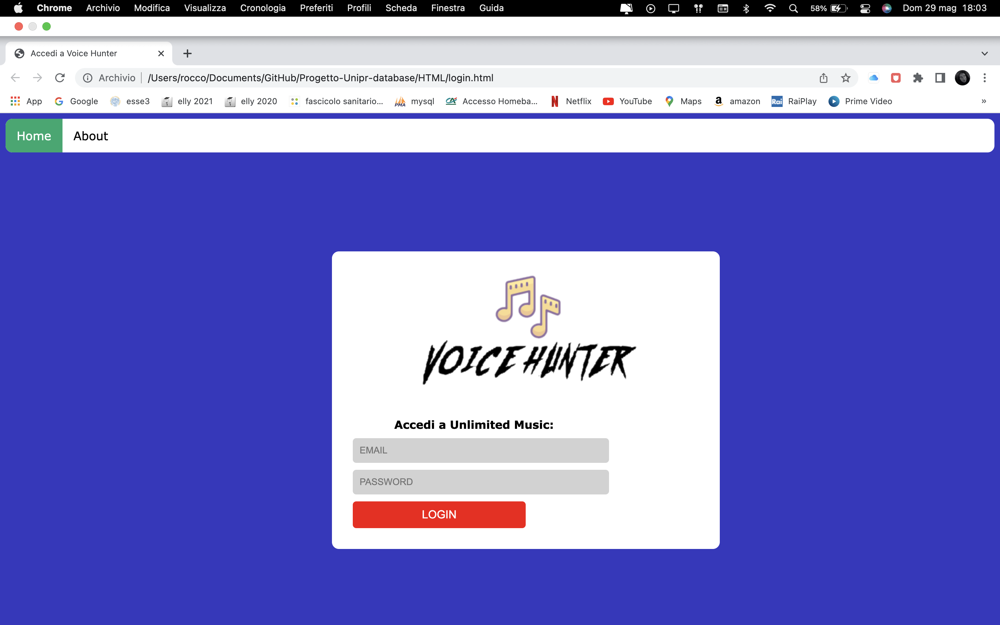 Chrome Archivio Modifica Visualizza Cronologia Preferiti Profili Scheda Finestra Guida 58% Dom 29 mag 18:03
Accedi a Voice Hunter
Archivio /Users/rocco/Documents/GitHub/Progetto-Unipr-database/HTML/login.html
App Google esse3 elly 2021 elly 2020 fascicolo sanitario... PMA mysql CA Accesso Homeba... Netflix YouTube Maps amazon Rai RaiPlay Prime Video »
Home About
VOICE HUNTER
Accedi a Unlimited Music:
EMAIL
PASSWORD
LOGIN